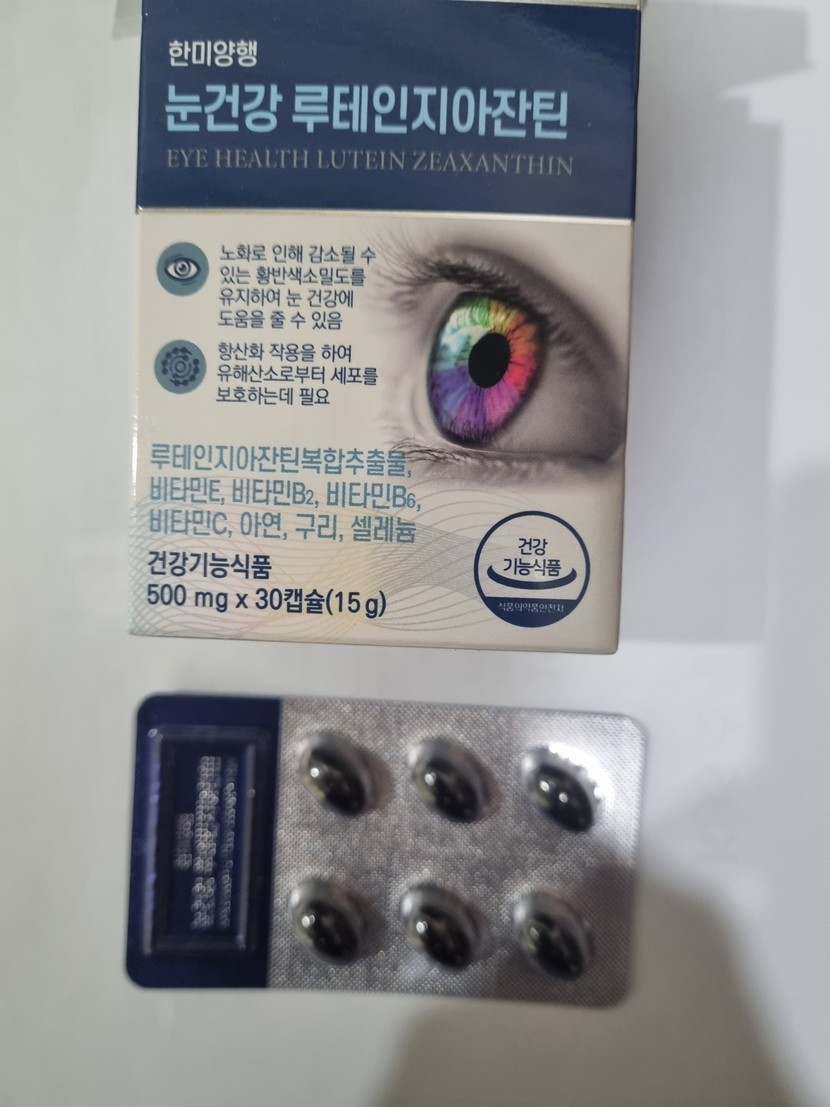 한미양행
눈건강 루테인지아잔틴
EYE HEALTH LUTEIN ZEAXANTHIN
노화로 인해 감소될 수
있는 황반색소밀도를
유지하여 눈 건강에
도움을 줄 수 있음
항산화 작용을 하여
유해산소로부터 세포를
보호하는데 필요
루테인지아잔틴복합추출물,
비타민E, 비타민B₂, 비타민B₆,
비타민C, 아연, 구리, 셀레늄
건강기능식품
500 mg x 30캡슐(15 g)
건강
기능식품
식품의약품안전처